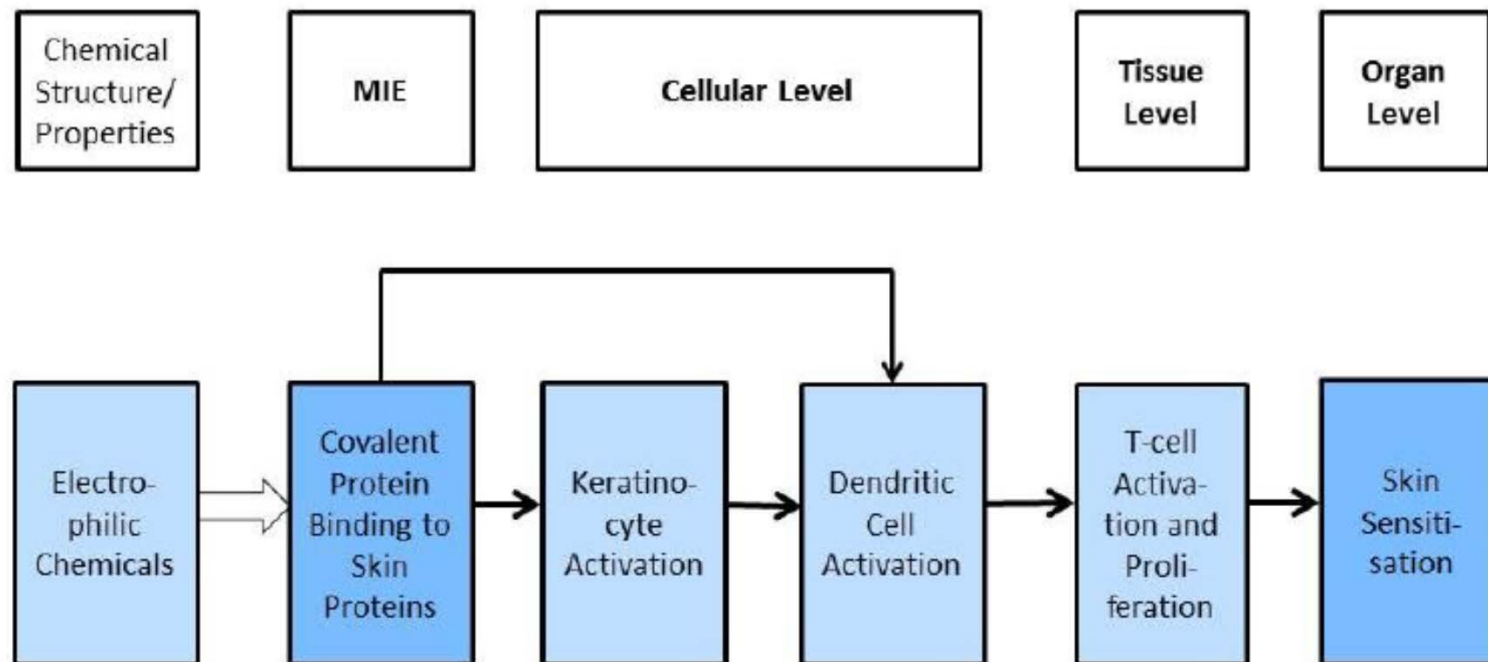 Chemical
Structure/
Properties
MIE
Cellular Level
Tissue
Level
Organ
Level
Electro-
philic
Chemicals
Covalent
Protein
Binding to
Skin
Proteins
Keratino-
cyte
Activation
Dendritic
Cell
Activation
T-cell
Activa-
tion and
Proli-
feration
Skin
Sensiti-
sation